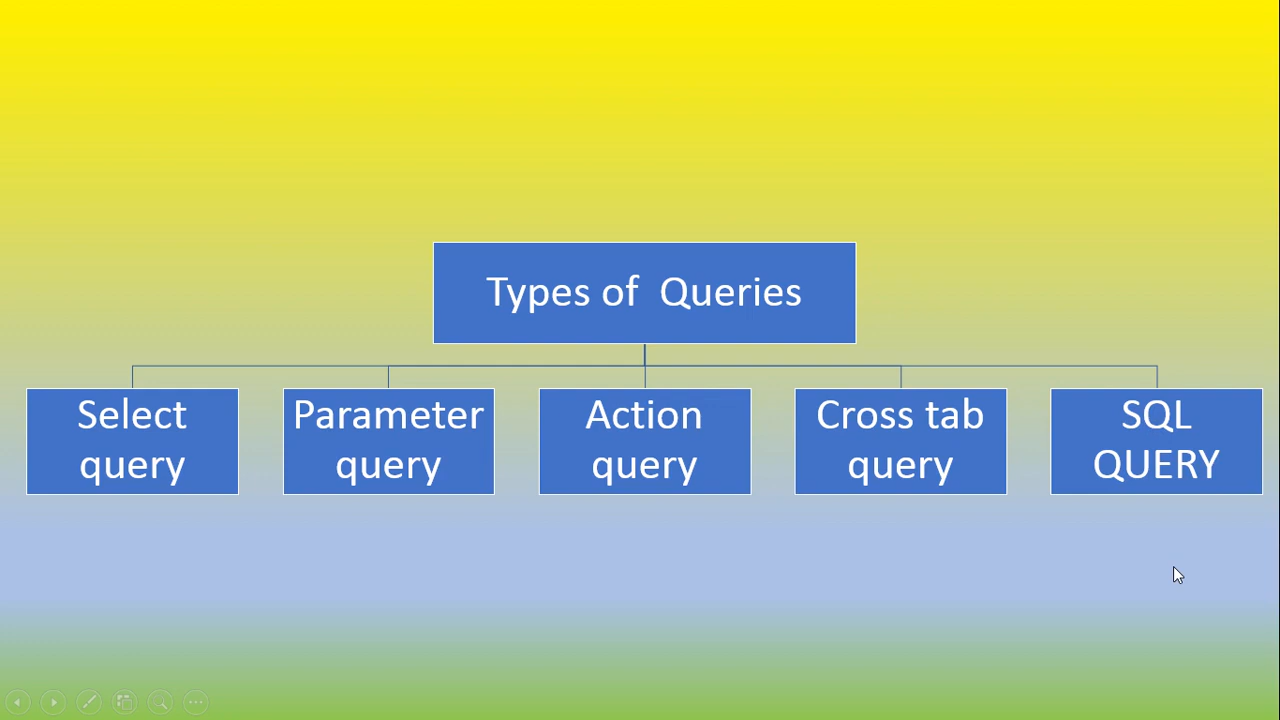 Types of  Queries
Select
query
Parameter
query
Action
query
Cross tab
query
SQL
QUERY